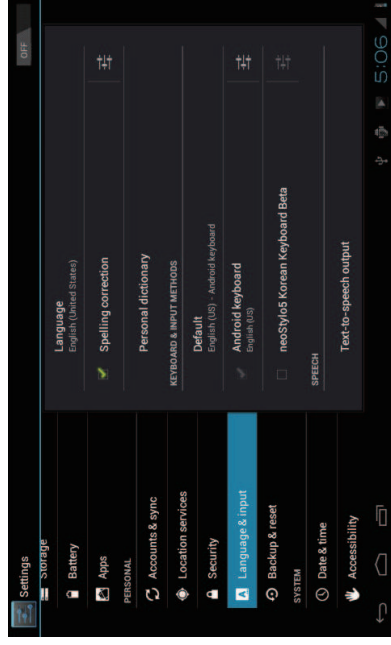 Settings
OFF
Storage
Battery
Apps
PERSONAL
Accounts & sync
Location services
Security
Language & input
Backup & reset
SYSTEM
Date & time
Accessibility
Language
English (United States)
Spelling correction
Personal dictionary
KEYBOARD & INPUT METHODS
Default
English (US) - Android keyboard
Android keyboard
English (US)
neoStylo5 Korean Keyboard Beta
SPEECH
Text-to-speech output
5:06